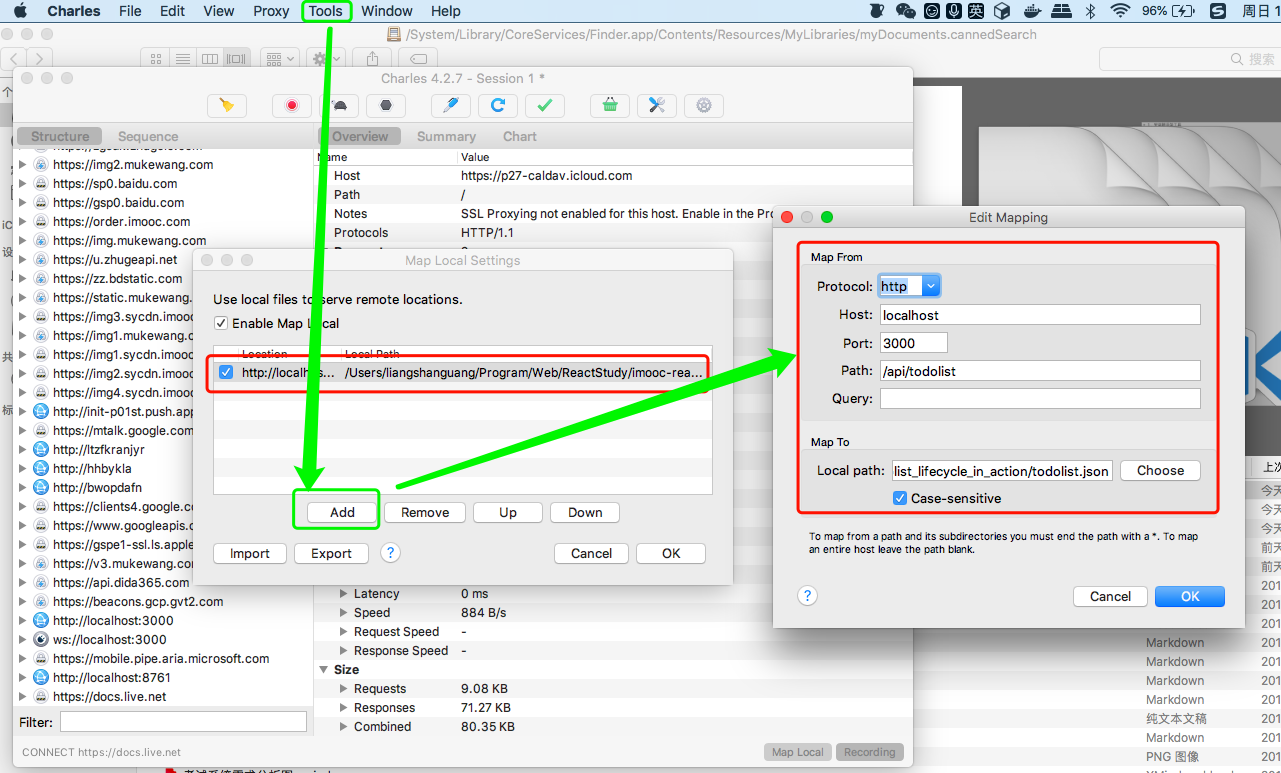 Charles File Edit View Proxy Tools Window Help
英
96%
周日 1
/System/Library/CoreServices/Finder.app/Contents/Resources/MyLibraries/myDocuments.cannedSearch
搜索
Charles 4.2.7 - Session 1 *
Structure Sequence
Overview Summary Chart
https://img2.mukewang.com
https://sp0.baidu.com
https://gsp0.baidu.com
https://order.imooc.com
https://img.mukewang.com
https://u.zhugeapi.net
https://zz.bdstatic.com
https://static.mukewang.
https://img3.sycdn.imooc
https://img1.mukewang.c
https://img1.sycdn.imooc
https://img2.sycdn.imooc
https://img4.sycdn.imooc
http://init-p01st.push.app
https://mtalk.google.com
http://ltzfkranjyr
http://hhbykla
http://bwopdafn
https://clients4.google.c
https://www.googleapis.c
https://gspe1-ssl.ls.apple
https://v3.mukewang.co
https://api.dida365.com
https://beacons.gcp.gvt2.com
http://localhost:3000
ws://localhost:3000
https://mobile.pipe.aria.microsoft.com
http://localhost:8761
https://docs.live.net
Filter:
CONNECT https://docs.live.net
Name Value
Host https://p27-caldav.icloud.com
Path /
Notes SSL Proxying not enabled for this host. Enable in the Pro
Protocols HTTP/1.1
Latency 0 ms
Speed 884 B/s
Request Speed -
Response Speed -
Size
Requests 9.08 KB
Responses 71.27 KB
Combined 80.35 KB
Map Local Recording
Map Local Settings
Use local files to serve remote locations.
Enable Map Local
Location Local Path
http://localhos... /Users/liangshanguang/Program/Web/ReactStudy/imooc-rea...
Add Remove Up Down
Import Export ? Cancel OK
Edit Mapping
Map From
Protocol: http
Host: localhost
Port: 3000
Path: /api/todolist
Query:
Map To
Local path: list_lifecycle_in_action/todolist.json Choose
Case-sensitive
To map from a path and its subdirectories you must end the path with a *. To map
an entire host leave the path blank.
? Cancel OK
上次
今天
今天
今天
前天
前天
201
201
201
Markdown 201
Markdown 201
Markdown 201
Markdown 201
纯文本文稿 201
Markdown 201
PNG 图像 201